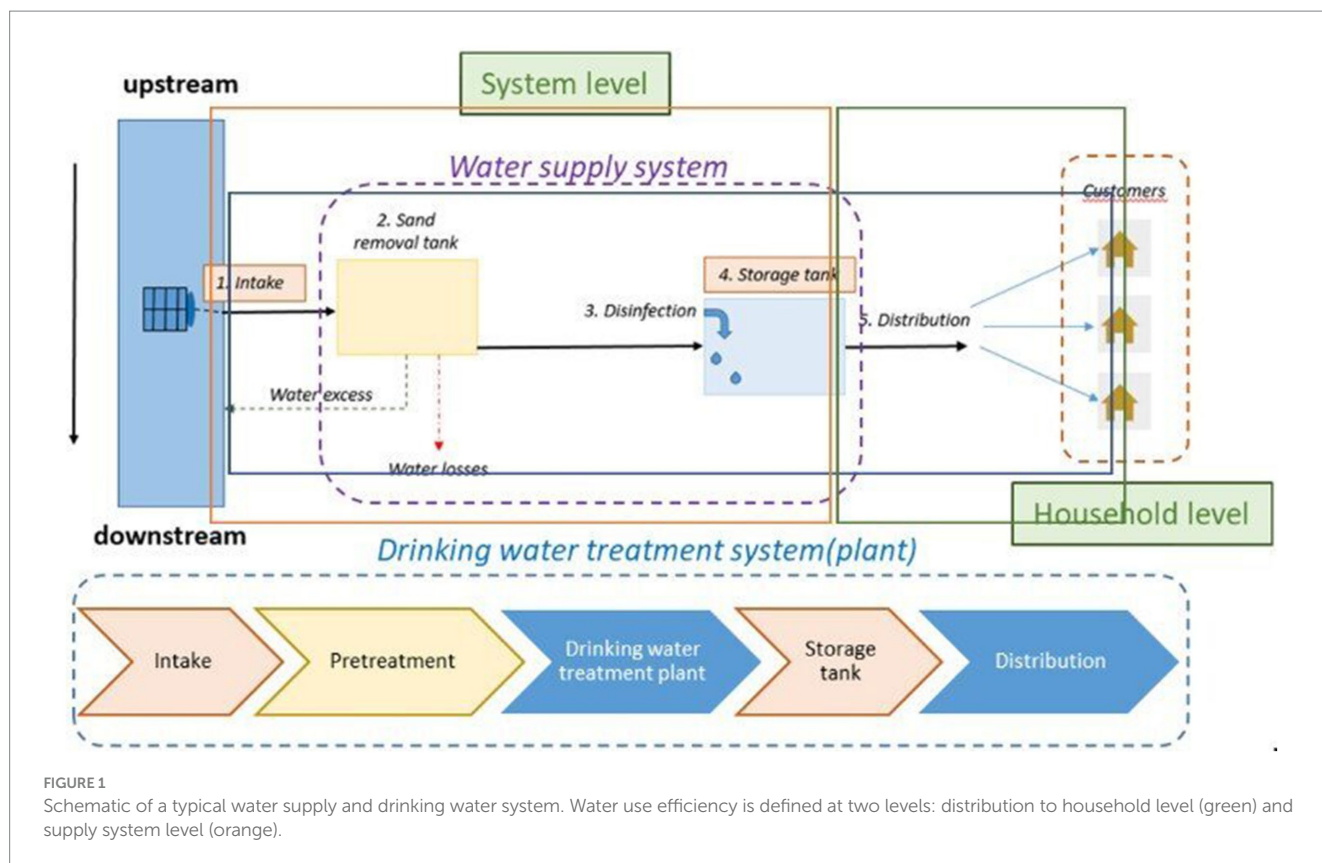 System level
upstream
Water supply system
Customers
2. Sand
removal tank
1. Intake
4. Storage tank
3. Disinfection
5. Distribution
Water excess
Water losses
Household level
downstream
Drinking water treatment system(plant)
Intake
Pretreatment
Drinking water
treatment plant
Storage
tank
Distribution
FIGURE 1
Schematic of a typical water supply and drinking water system. Water use efficiency is defined at two levels: distribution to household level (green) and
supply system level (orange).